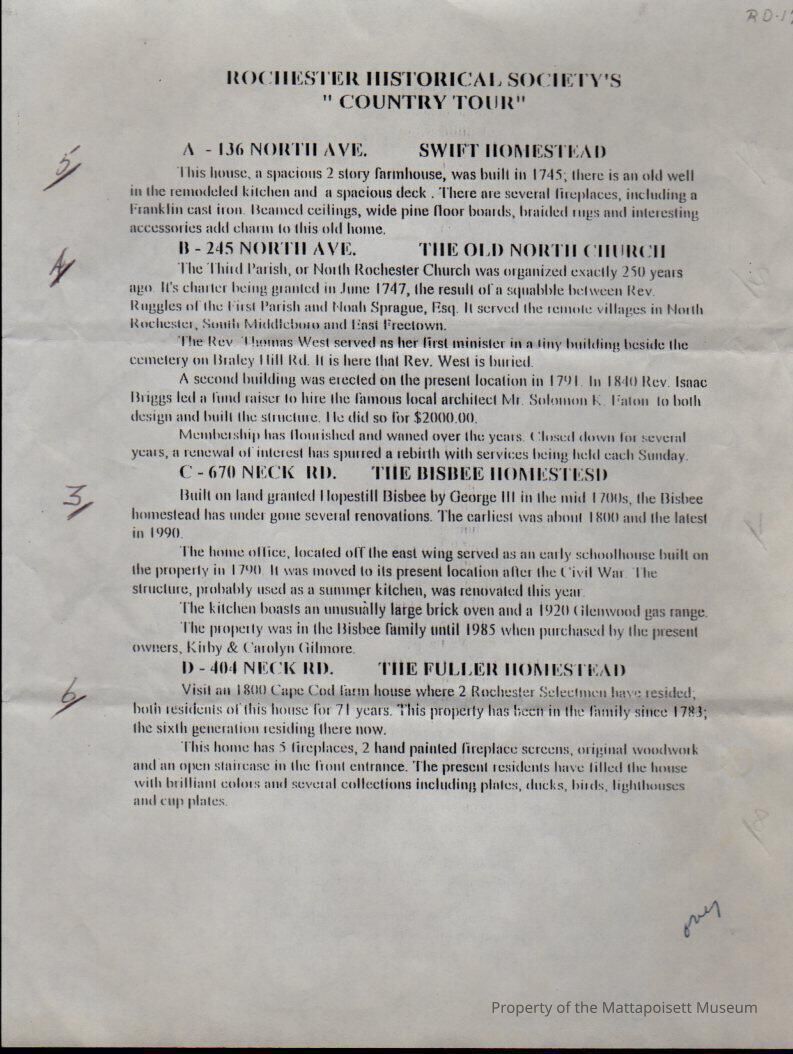 RO-17
ROCHESTER HISTORICAL SOCIETY'S
" COUNTRY TOUR"
5
A - 136 NORTH AVE. SWIFT HOMESTEAD
This house, a spacious 2 story farmhouse, was built in 1745; there is an old well
in the remodeled kitchen and a spacious deck . There are several fireplaces, including a
Franklin cast iron. Beamed ceilings, wide pine floor boards, braided rugs and interesting
accessories add charm to this old home.
4
B - 245 NORTH AVE. THE OLD NORTH CHURCH
The Third Parish, or North Rochester Church was organized exactly 250 years
ago. It's charter being granted in June 1747, the result of a squabble between Rev.
Ruggles of the First Parish and Noah Sprague, Esq. It served the remote villages in North
Rochester, South Middleboro and East Freetown.
The Rev. Thomas West served as her first minister in a tiny building beside the
cemetery on Braley Hill Rd. It is here that Rev. West is buried.
A second building was erected on the present location in 1791. In 1840 Rev. Isaac
Briggs led a fund raiser to hire the famous local architect Mr. Solomon K. Eaton to both
design and built the structure. He did so for $2000.00.
Membership has flourished and waned over the years. Closed down for several
years, a renewal of interest has spurred a rebirth with services being held each Sunday.
C - 670 NECK RD. THE BISBEE HOMESTESD
3
Built on land granted Hopestill Bisbee by George III in the mid 1700s, the Bisbee
homestead has under gone several renovations. The earliest was about 1800 and the latest
in 1990.
The home office, located off the east wing served as an early schoolhouse built on
the property in 1790. It was moved to its present location after the Civil War. The
structure, probably used as a summer kitchen, was renovated this year.
The kitchen boasts an unusually large brick oven and a 1920 Glenwood gas range.
The property was in the Bisbee family until 1985 when purchased by the present
owners, Kirby & Carolyn Gilmore.
D - 404 NECK RD. THE FULLER HOMESTEAD
6
Visit an 1800 Cape Cod farm house where 2 Rochester Selectmen have resided;
both residents of this house for 71 years. This property has been in the family since 1783;
the sixth generation residing there now.
This home has 5 fireplaces, 2 hand painted fireplace screens, original woodwork
and an open staircase in the front entrance. The present residents have filled the house
with brilliant colors and several collections including plates, ducks, birds, lighthouses
and cup plates.
over
Property of the Mattapoisett Museum